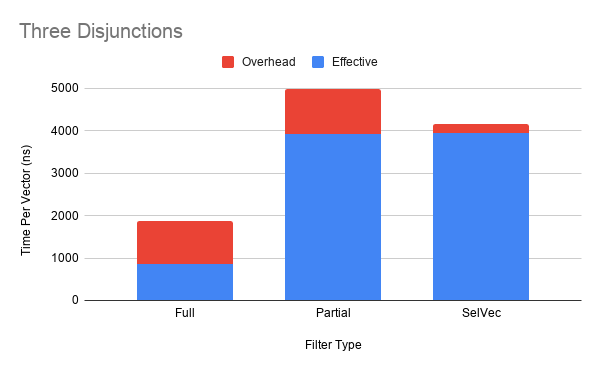 Three Disjunctions
Overhead Effective
5000
4000
3000
2000
1000
0
Time Per Vector (ns)
Full Partial SelVec
Filter Type